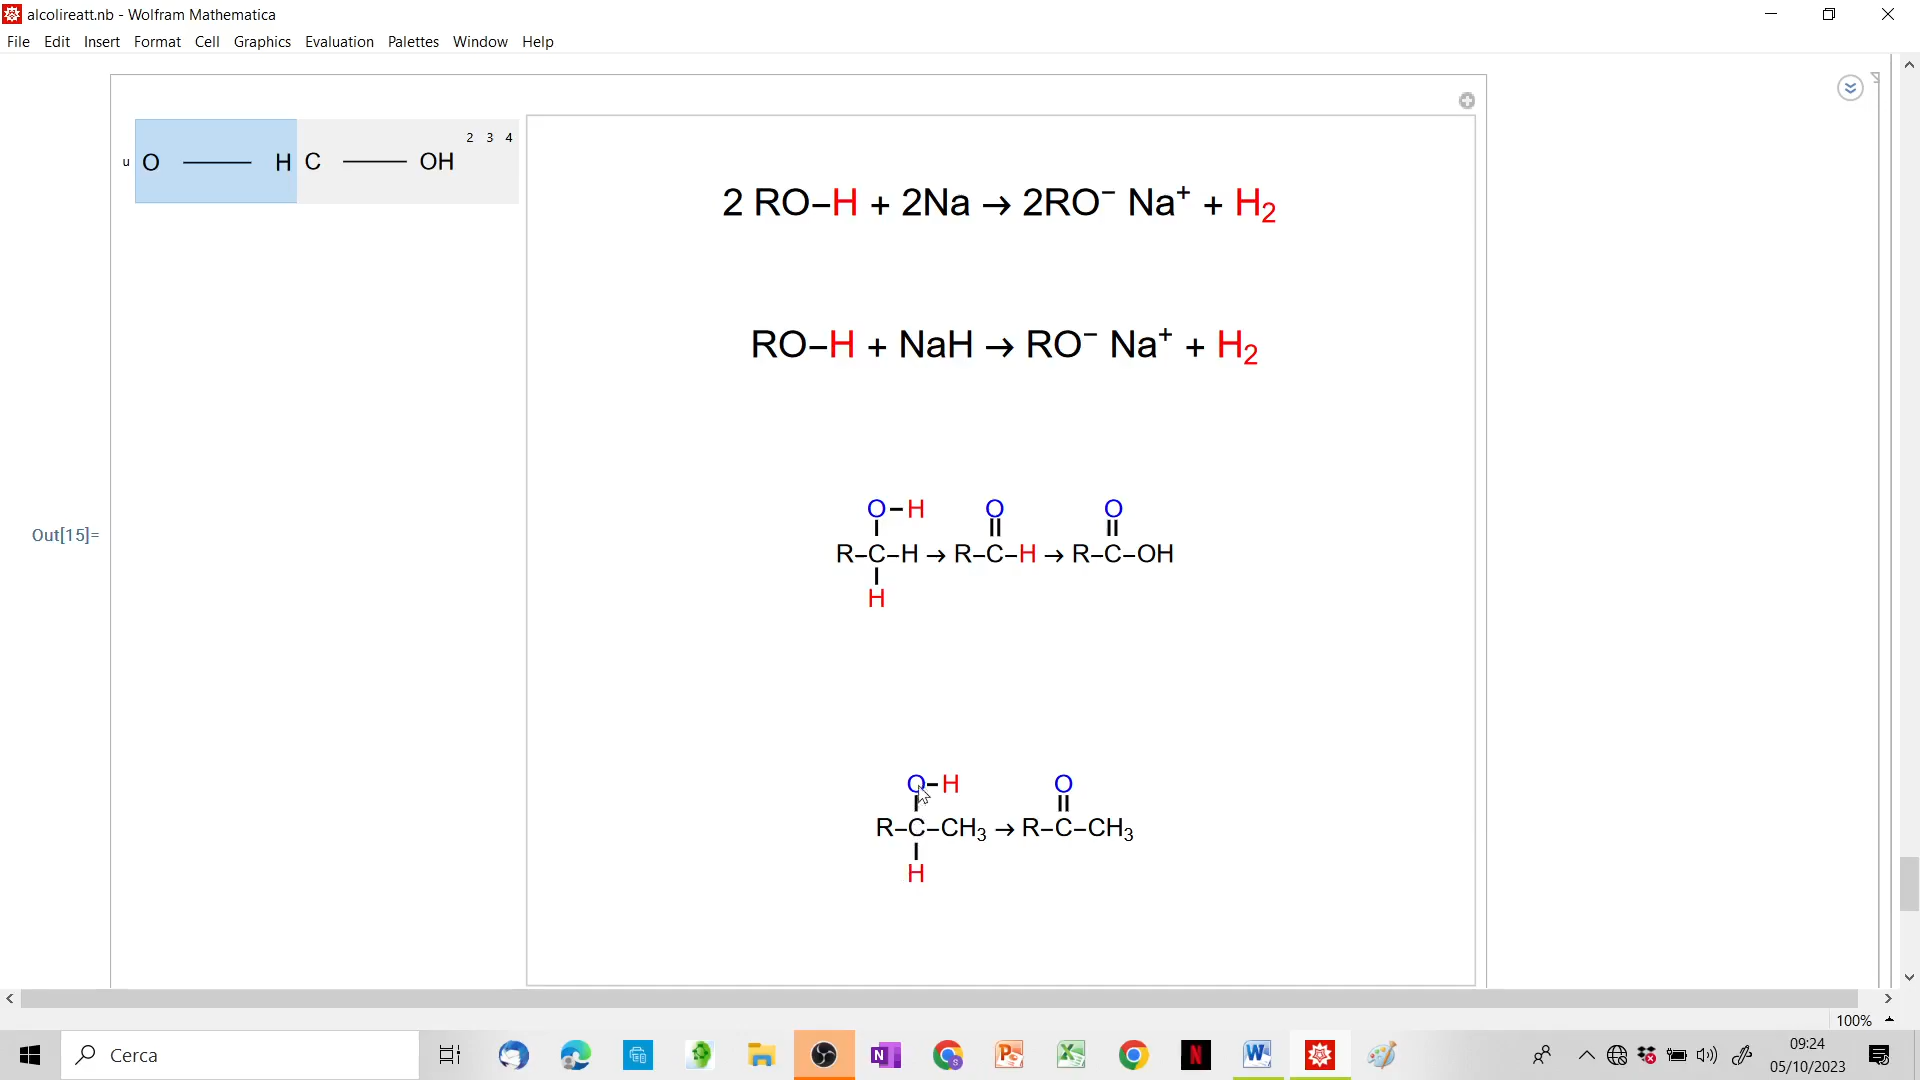 alcolireatt.nb - Wolfram Mathematica
File Edit Insert Format Cell Graphics Evaluation Palettes Window Help
u O — H C — OH 2 3 4
2 RO–H + 2Na → 2RO⁻ Na⁺ + H₂
RO–H + NaH → RO⁻ Na⁺ + H₂
O–H O O
Out[15]=
R–C–H → R–C–H → R–C–OH
H
O–H O
R–C–CH₃ → R–C–CH₃
H
100%
Cerca
09:24
05/10/2023